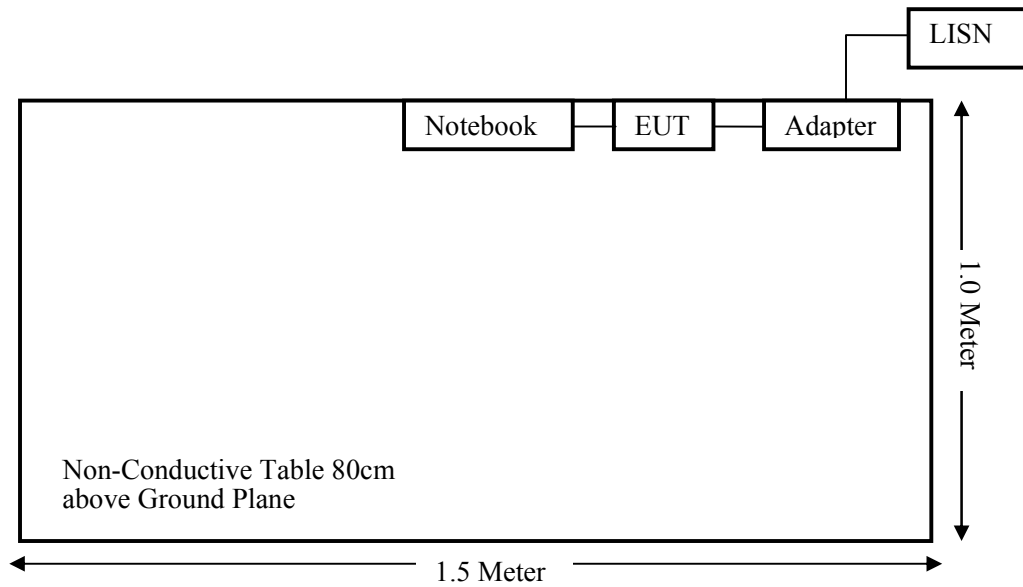 LISN
Notebook
EUT
Adapter
1.0 Meter
Non-Conductive Table 80cm
above Ground Plane
1.5 Meter